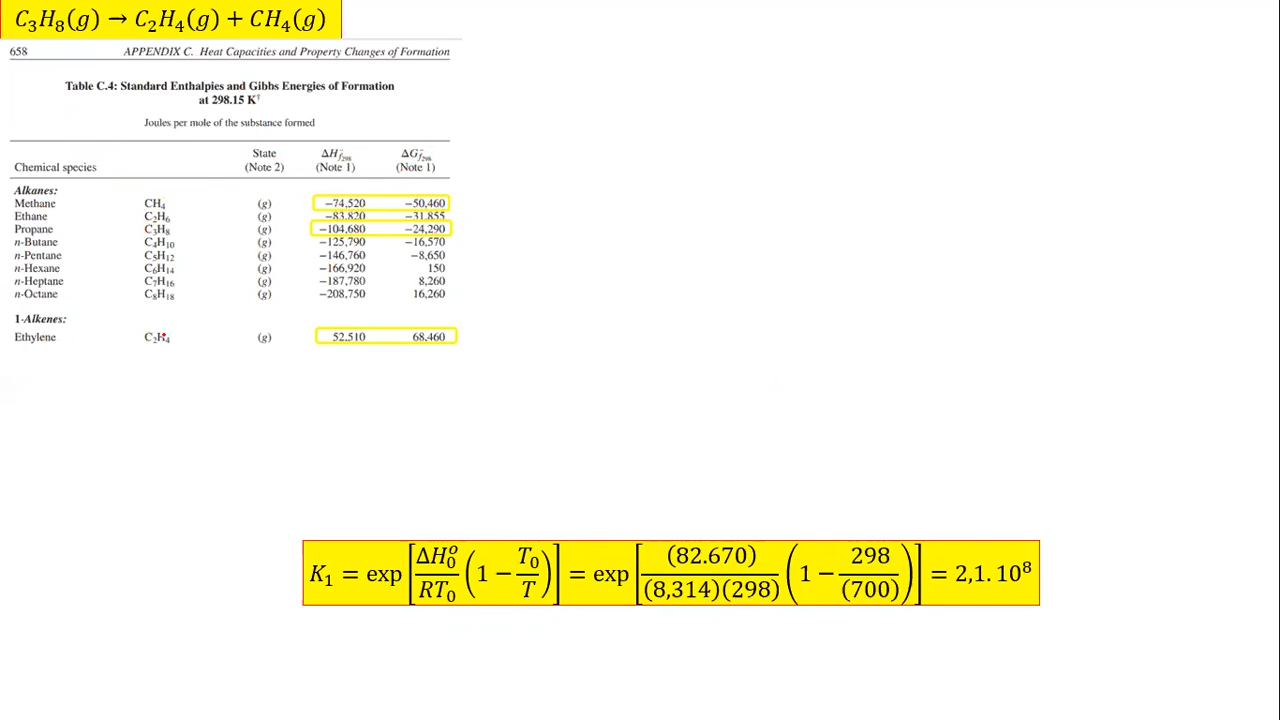 C₃H₈(g) → C₂H₄(g) + CH₄(g)
658 APPENDIX C. Heat Capacities and Property Changes of Formation
Table C.4: Standard Enthalpies and Gibbs Energies of Formation
at 298.15 K†
Joules per mole of the substance formed
State ΔH°f298 ΔG°f298
Chemical species (Note 2) (Note 1) (Note 1)
Alkanes:
Methane CH₄ (g) −74,520 −50,460
Ethane C₂H₆ (g) −83,820 −31,855
Propane C₃H₈ (g) −104,680 −24,290
n-Butane C₄H₁₀ (g) −125,790 −16,570
n-Pentane C₅H₁₂ (g) −146,760 −8,650
n-Hexane C₆H₁₄ (g) −166,920 150
n-Heptane C₇H₁₆ (g) −187,780 8,260
n-Octane C₈H₁₈ (g) −208,750 16,260
1-Alkenes:
Ethylene C₂H₄ (g) 52,510 68,460
K₁ = exp[ΔH₀ᵒ/RT₀ (1 − T₀/T)] = exp[(82.670)/(8,314)(298) (1 − 298/(700))] = 2,1. 10⁸